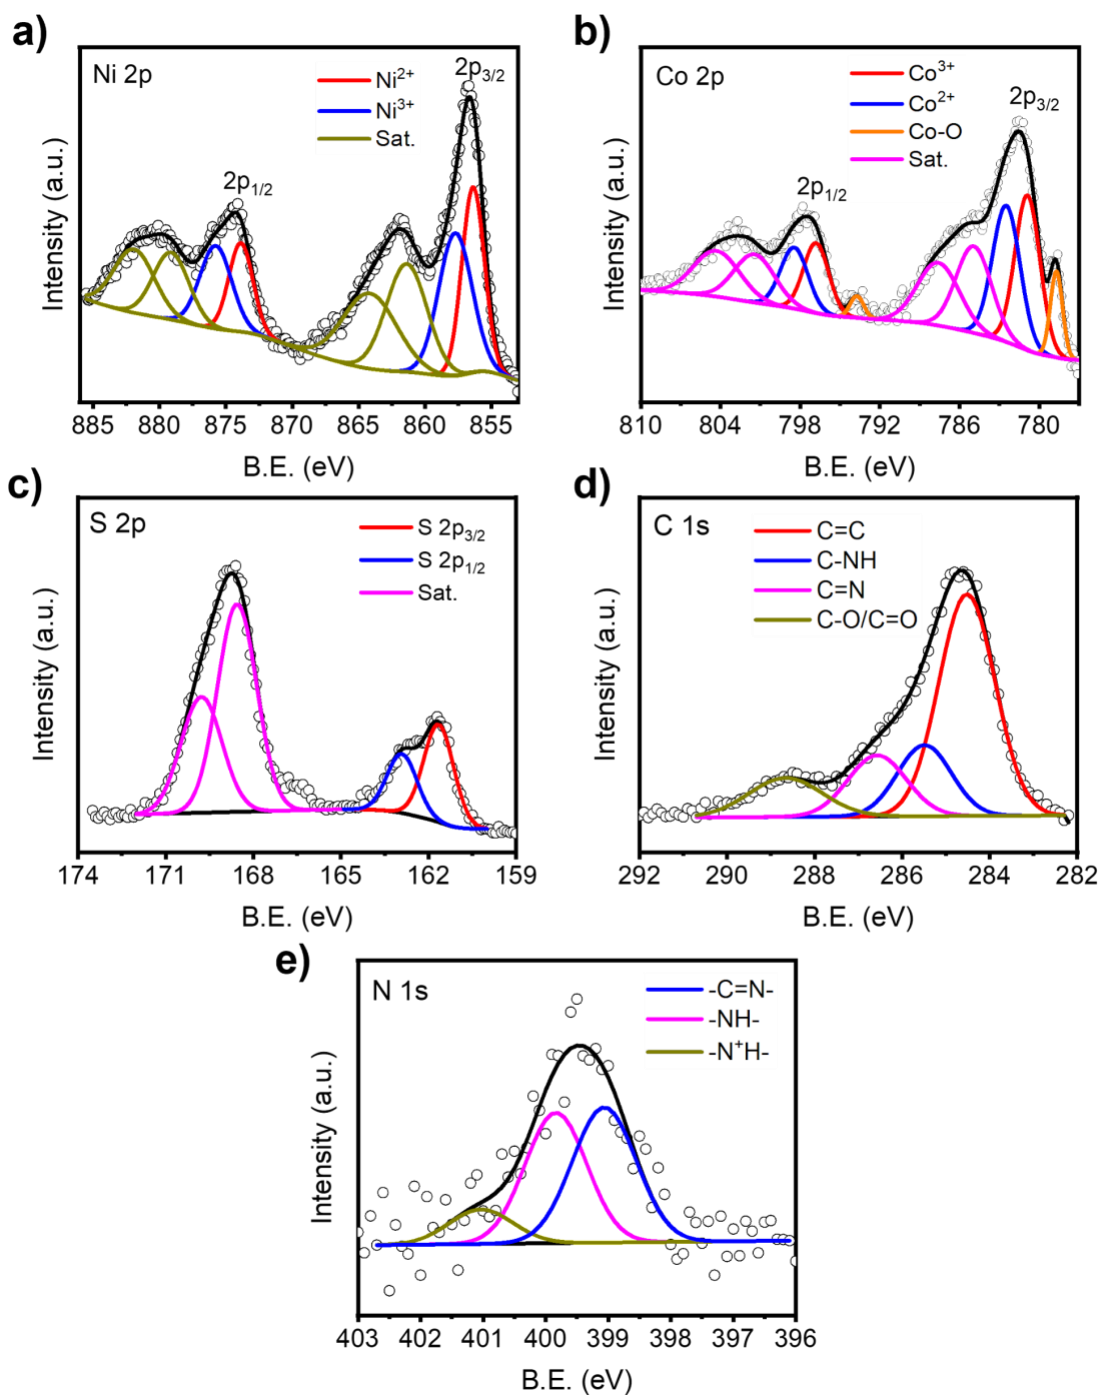 a)
Ni 2p
Ni²⁺
Ni³⁺
Sat.
2p₃/₂
2p₁/₂
Intensity (a.u.)
885 880 875 870 865 860 855
B.E. (eV)
b)
Co 2p
Co³⁺
Co²⁺
Co-O
Sat.
2p₃/₂
2p₁/₂
Intensity (a.u.)
810 804 798 792 786 780
B.E. (eV)
c)
S 2p
S 2p₃/₂
S 2p₁/₂
Sat.
Intensity (a.u.)
174 171 168 165 162 159
B.E. (eV)
d)
C 1s
C=C
C-NH
C=N
C-O/C=O
Intensity (a.u.)
292 290 288 286 284 282
B.E. (eV)
e)
N 1s
-C=N-
-NH-
-N⁺H-
Intensity (a.u.)
403 402 401 400 399 398 397 396
B.E. (eV)